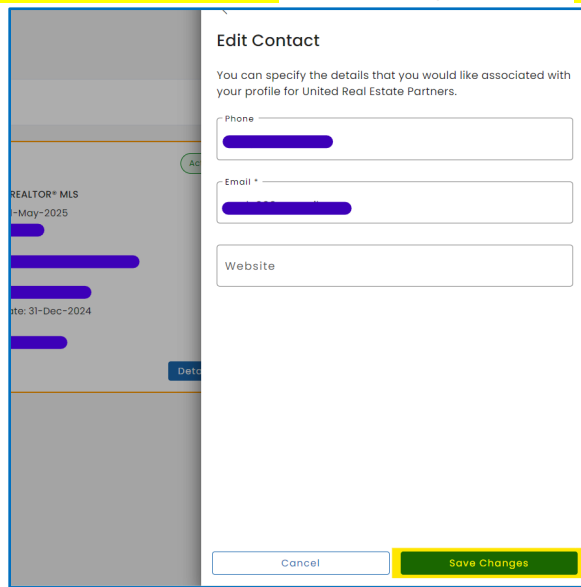 Edit Contact
You can specify the details that you would like associated with
your profile for United Real Estate Partners.
Phone
Email *
Website
REALTOR® MLS
-May-2025
31-Dec-2024
Cancel
Save Changes